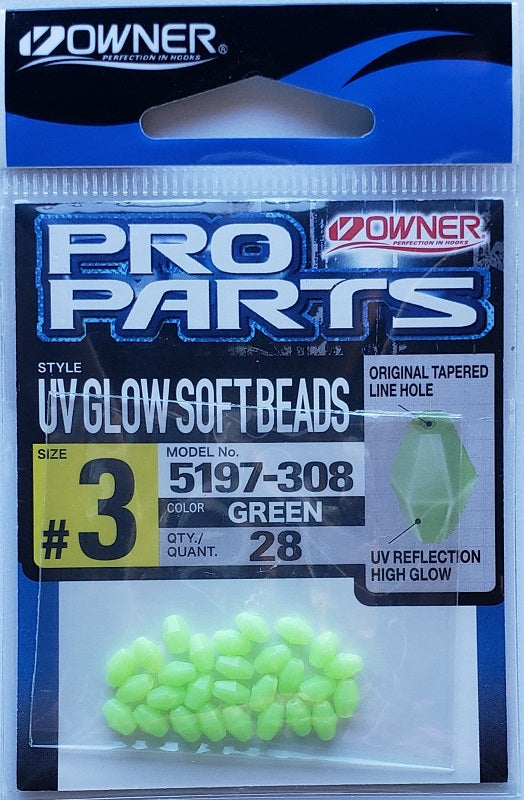 OWNER®
PERFECTION IN HOOKS
OWNER
PERFECTION IN HOOKS
PRO
PARTS
STYLE
UV GLOW SOFT BEADS
ORIGINAL TAPERED
LINE HOLE
SIZE
#3
MODEL No.
5197-308
COLOR GREEN
QTY./
QUANT. 28
UV REFLECTION
HIGH GLOW